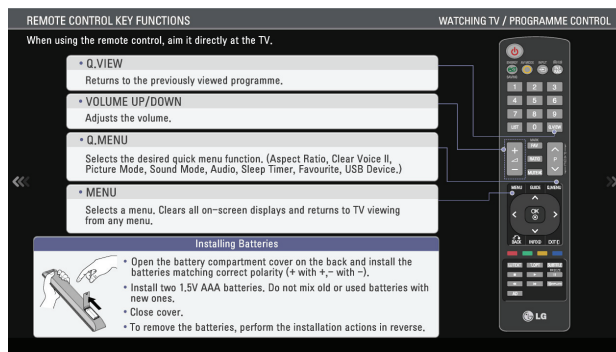 REMOTE CONTROL KEY FUNCTIONS
WATCHING TV / PROGRAMME CONTROL
When using the remote control, aim it directly at the TV.
• Q.VIEW
Returns to the previously viewed programme.
• VOLUME UP/DOWN
Adjusts the volume.
• Q.MENU
Selects the desired quick menu function. (Aspect Ratio, Clear Voice II,
Picture Mode, Sound Mode, Audio, Sleep Timer, Favourite, USB Device.)
• MENU
Selects a menu. Clears all on-screen displays and returns to TV viewing
from any menu.
Installing Batteries
• Open the battery compartment cover on the back and install the
batteries matching correct polarity (+ with +,- with -).
• Install two 1,5V AAA batteries. Do not mix old or used batteries with
new ones.
• Close cover.
• To remove the batteries, perform the installation actions in reverse.
1 2 3
4 5 6
7 8 9
LIST 0 Q.VIEW
FAV
+ RATIO P
- MUTE
MENU GUIDE Q.MENU
OK
BACK INFO EXIT
LG